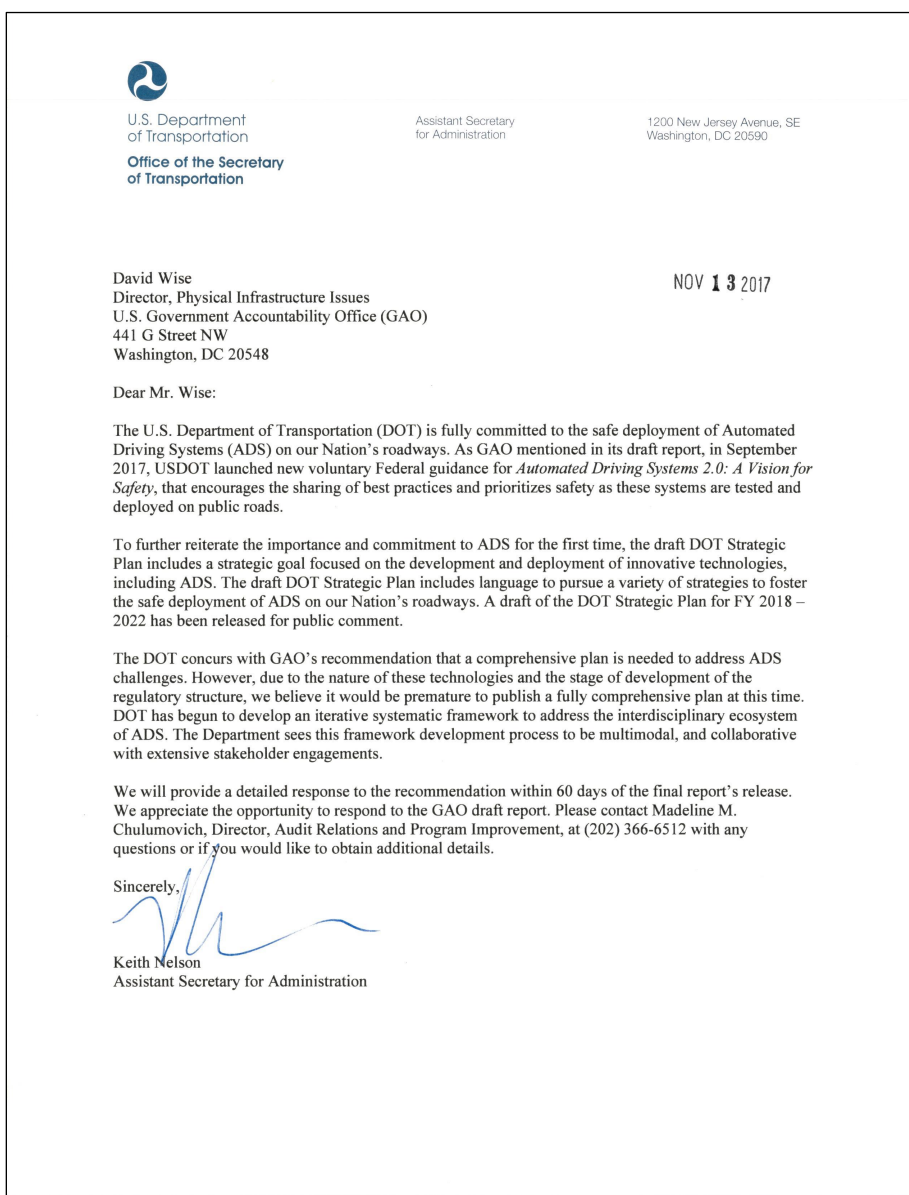 U.S. Department
of Transportation
Office of the Secretary
of Transportation
Assistant Secretary
for Administration
1200 New Jersey Avenue, SE
Washington, DC 20590
David Wise
Director, Physical Infrastructure Issues
U.S. Government Accountability Office (GAO)
441 G Street NW
Washington, DC 20548
NOV 13 2017
Dear Mr. Wise:
The U.S. Department of Transportation (DOT) is fully committed to the safe deployment of Automated
Driving Systems (ADS) on our Nation's roadways. As GAO mentioned in its draft report, in September
2017, USDOT launched new voluntary Federal guidance for Automated Driving Systems 2.0: A Vision for
Safety, that encourages the sharing of best practices and prioritizes safety as these systems are tested and
deployed on public roads.
To further reiterate the importance and commitment to ADS for the first time, the draft DOT Strategic
Plan includes a strategic goal focused on the development and deployment of innovative technologies,
including ADS. The draft DOT Strategic Plan includes language to pursue a variety of strategies to foster
the safe deployment of ADS on our Nation's roadways. A draft of the DOT Strategic Plan for FY 2018 –
2022 has been released for public comment.
The DOT concurs with GAO's recommendation that a comprehensive plan is needed to address ADS
challenges. However, due to the nature of these technologies and the stage of development of the
regulatory structure, we believe it would be premature to publish a fully comprehensive plan at this time.
DOT has begun to develop an iterative systematic framework to address the interdisciplinary ecosystem
of ADS. The Department sees this framework development process to be multimodal, and collaborative
with extensive stakeholder engagements.
We will provide a detailed response to the recommendation within 60 days of the final report's release.
We appreciate the opportunity to respond to the GAO draft report. Please contact Madeline M.
Chulumovich, Director, Audit Relations and Program Improvement, at (202) 366-6512 with any
questions or if you would like to obtain additional details.
Sincerely,
Keith Nelson
Assistant Secretary for Administration